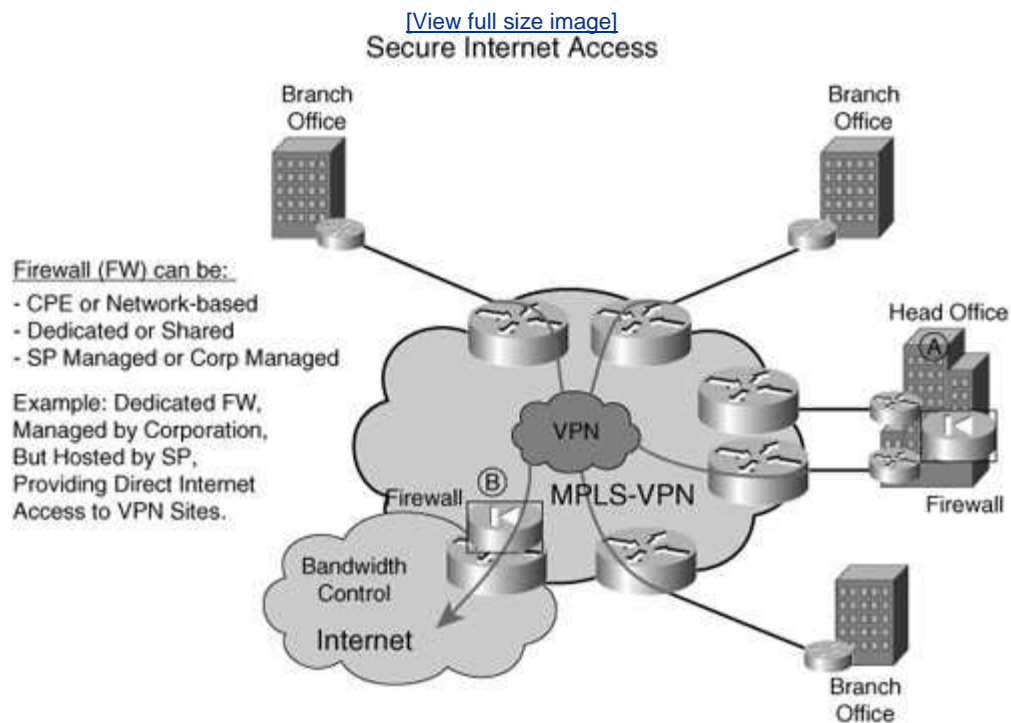 [View full size image]
Secure Internet Access
Branch
Office
Branch
Office
Firewall (FW) can be:
- CPE or Network-based
- Dedicated or Shared
- SP Managed or Corp Managed
Example: Dedicated FW,
Managed by Corporation,
But Hosted by SP,
Providing Direct Internet
Access to VPN Sites.
Head Office
A
VPN
MPLS-VPN
Firewall
B
Firewall
Bandwidth
Control
Internet
Branch
Office